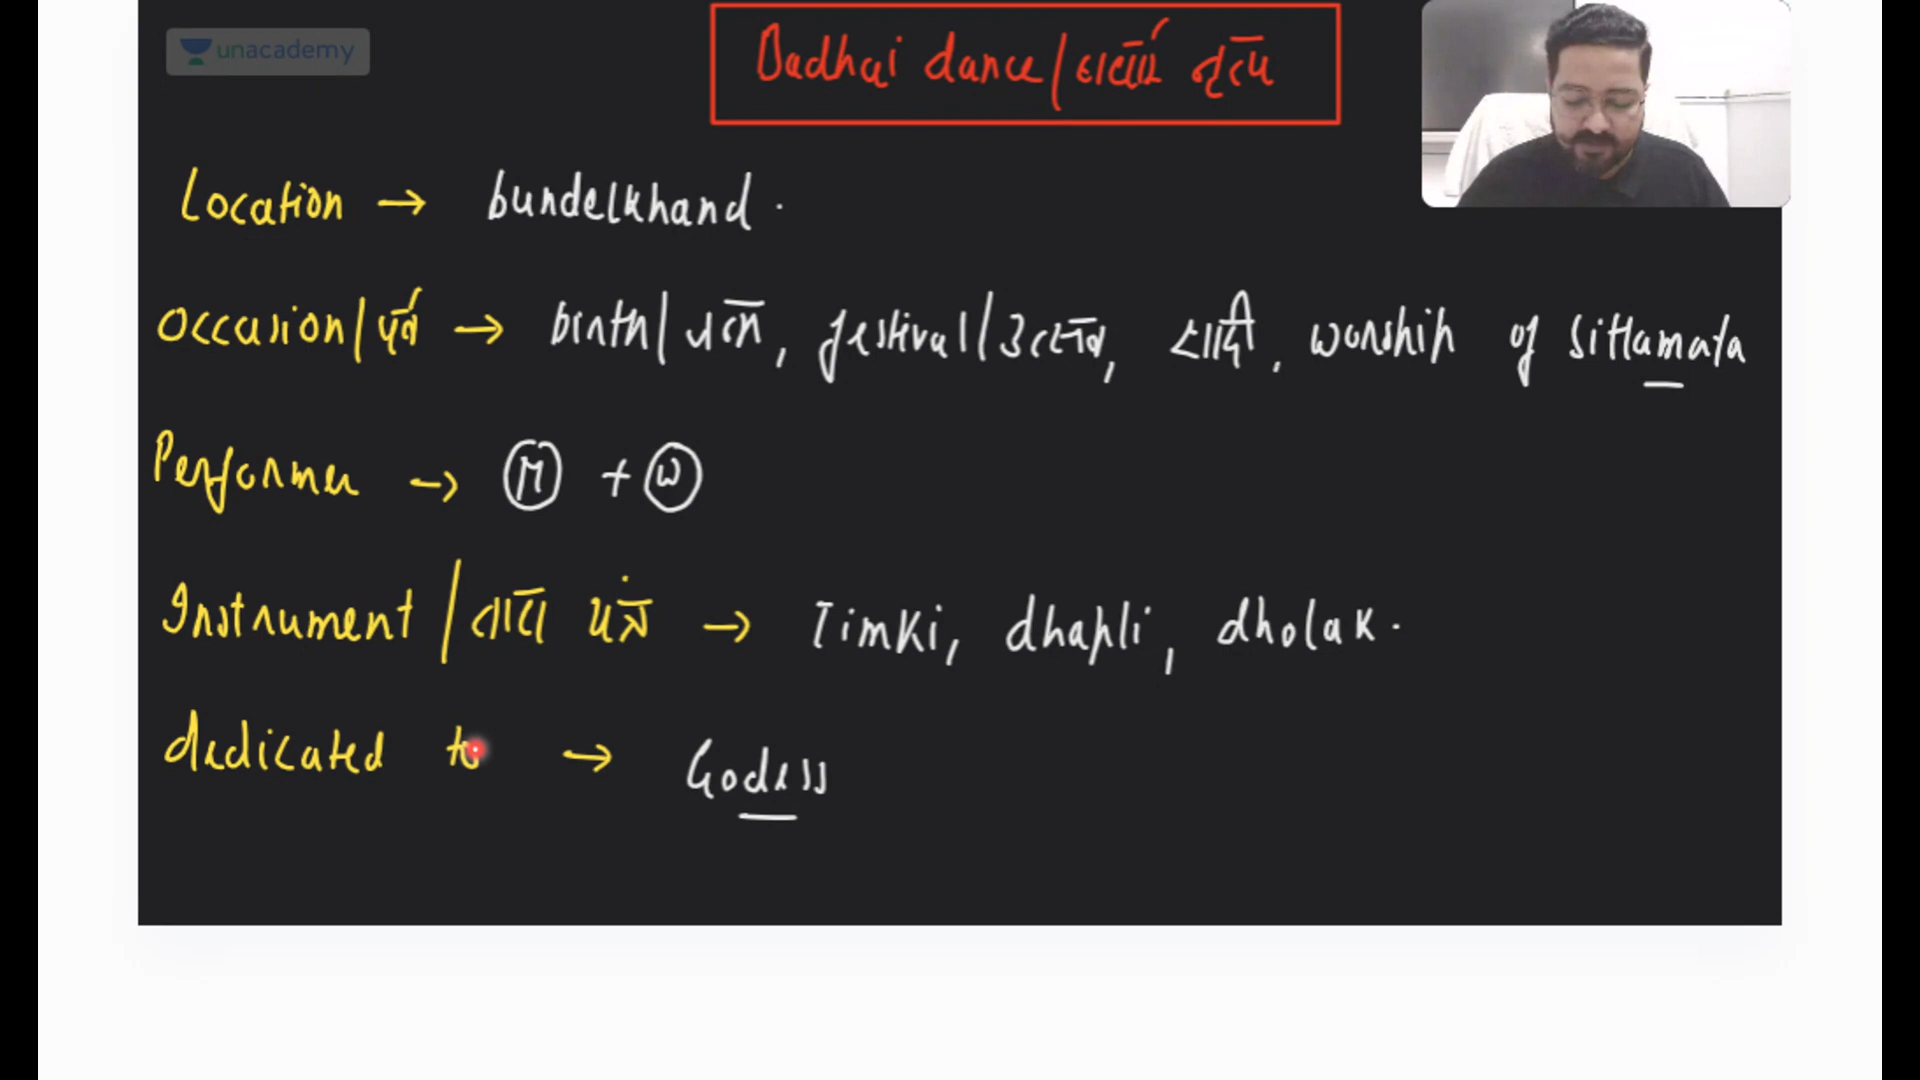 unacademy
Badhai dance/बधाई नृत्य
Location → bundelkhand.
Occasion/पर्व → birth/जन्म, festival/उत्सव, शादी, worship of Sitlamata
Performer → M + W
Instrument/वाद्य यंत्र → Timki, dhapli, dholak.
dedicated to → Godess